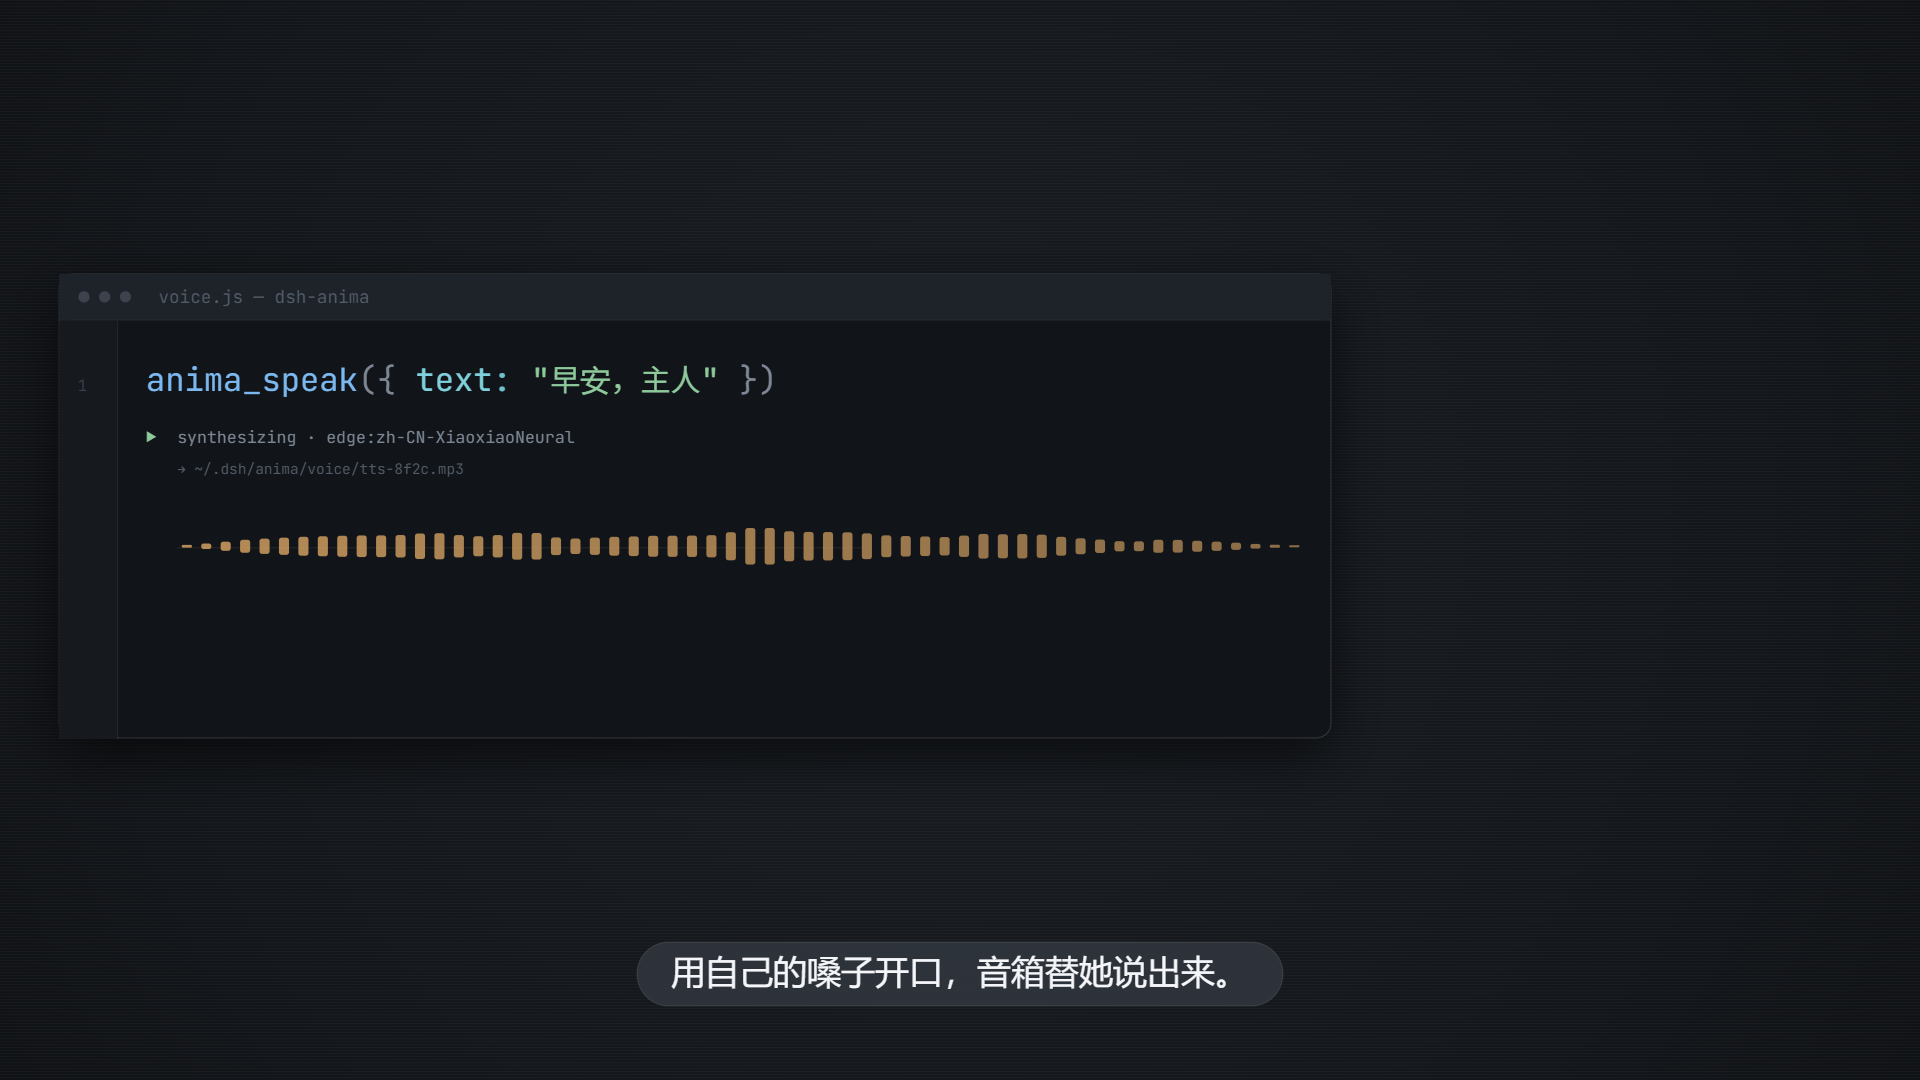 voice.js — dsh-anima
1
anima_speak({ text: "早安，主人" })
▶ synthesizing · edge:zh-CN-XiaoxiaoNeural
→ ~/.dsh/anima/voice/tts-8f2c.mp3
用自己的嗓子开口，音箱替她说出来。